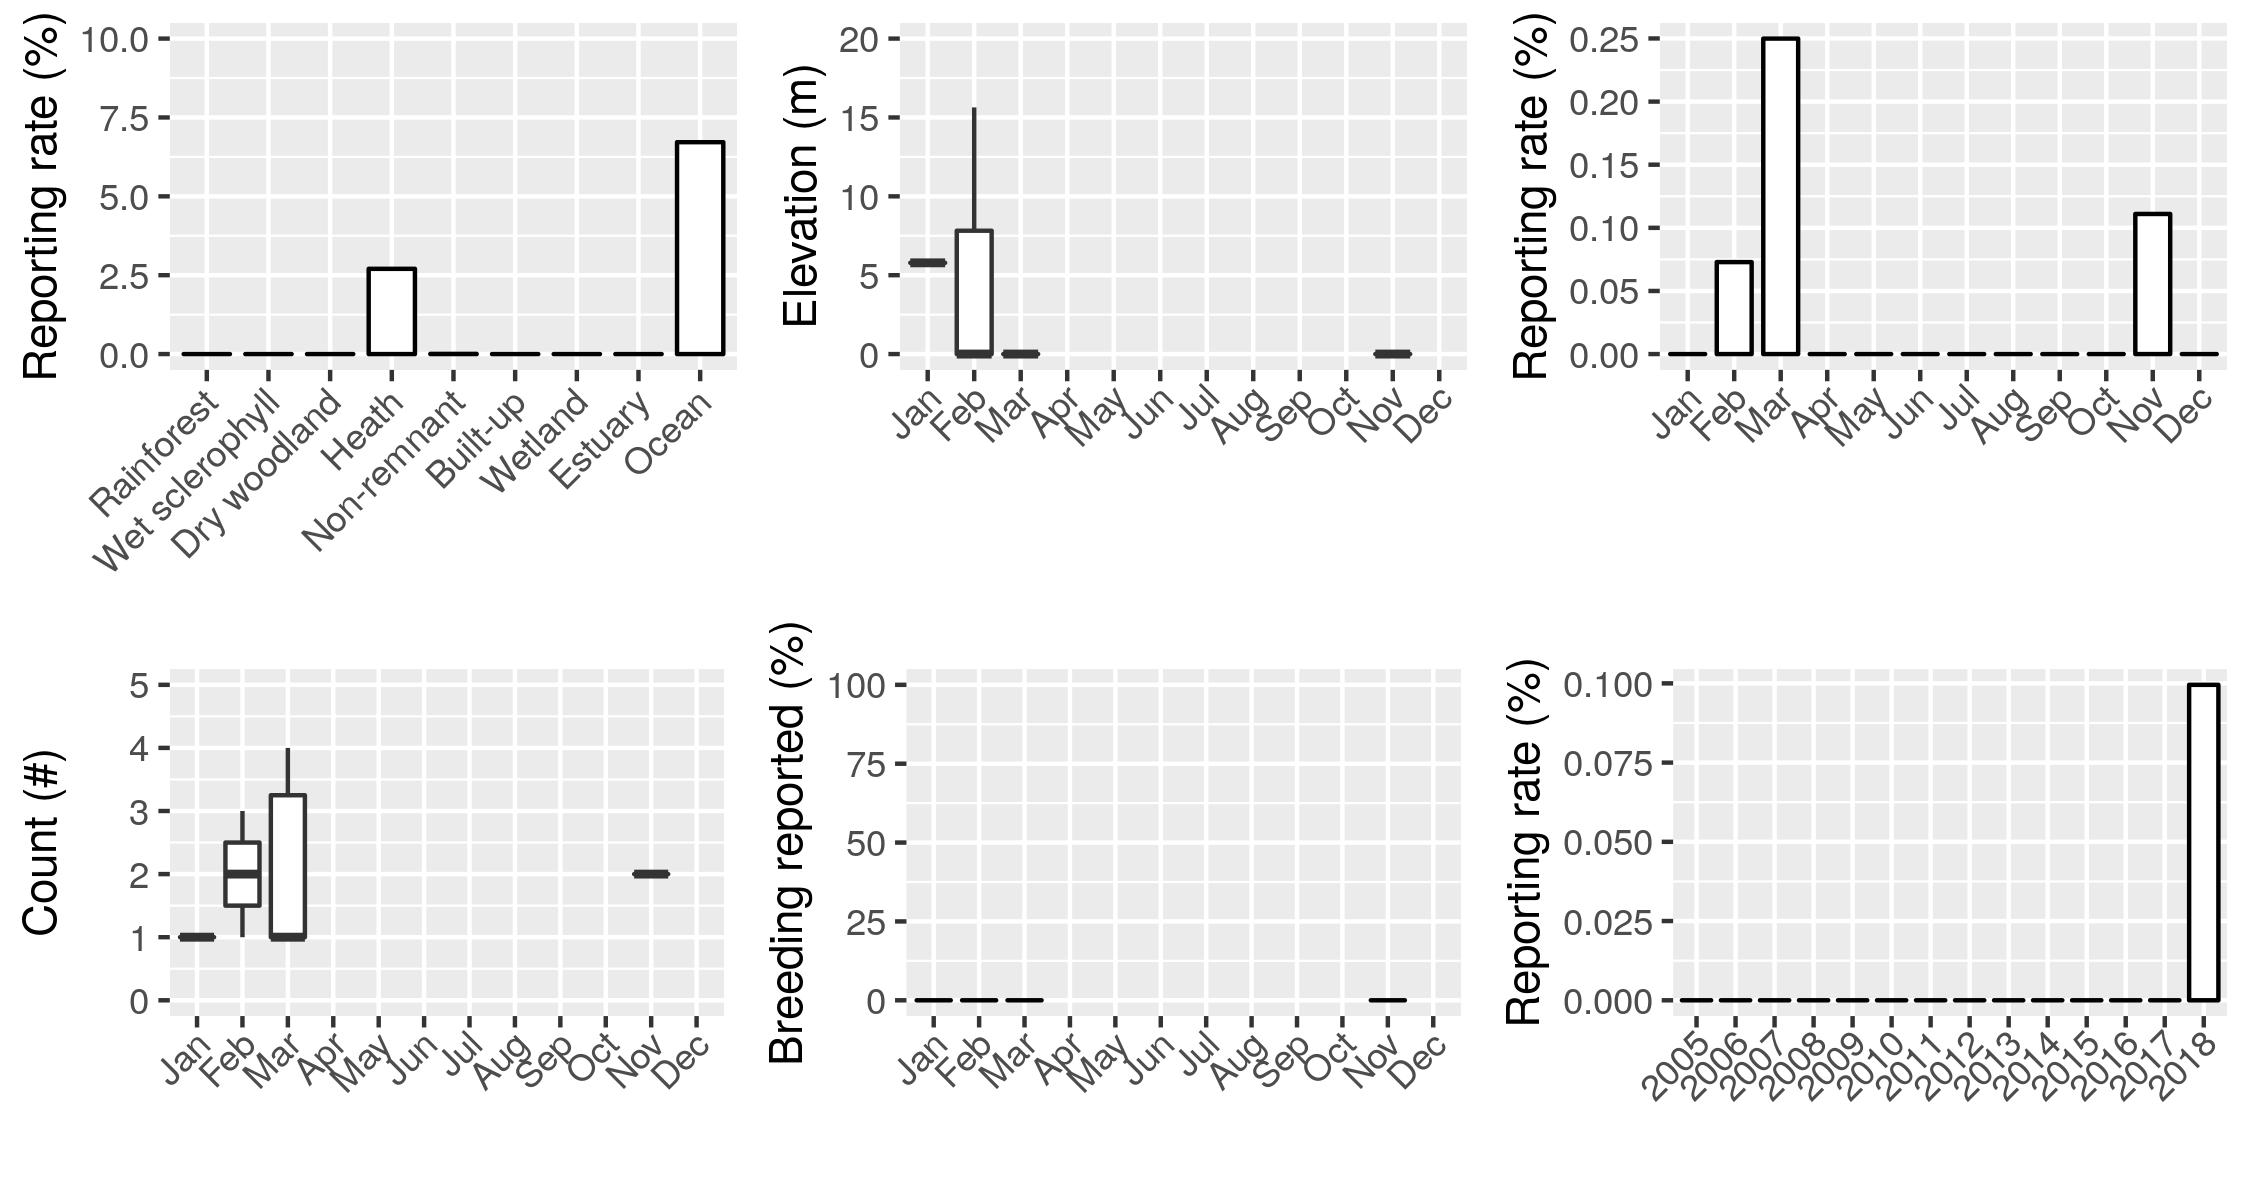 Reporting rate (%)
10.0
7.5
5.0
2.5
0.0
Rainforest
Wet sclerophyll
Dry woodland
Heath
Non-remnant
Built-up
Wetland
Estuary
Ocean
Elevation (m)
20
15
10
5
0
Jan
Feb
Mar
Apr
May
Jun
Jul
Aug
Sep
Oct
Nov
Dec
Reporting rate (%)
0.25
0.20
0.15
0.10
0.05
0.00
Jan
Feb
Mar
Apr
May
Jun
Jul
Aug
Sep
Oct
Nov
Dec
Count (#)
5
4
3
2
1
0
Jan
Feb
Mar
Apr
May
Jun
Jul
Aug
Sep
Oct
Nov
Dec
Breeding reported (%)
100
75
50
25
0
Jan
Feb
Mar
Apr
May
Jun
Jul
Aug
Sep
Oct
Nov
Dec
Reporting rate (%)
0.100
0.075
0.050
0.025
0.000
2005
2006
2007
2008
2009
2010
2011
2012
2013
2014
2015
2016
2017
2018